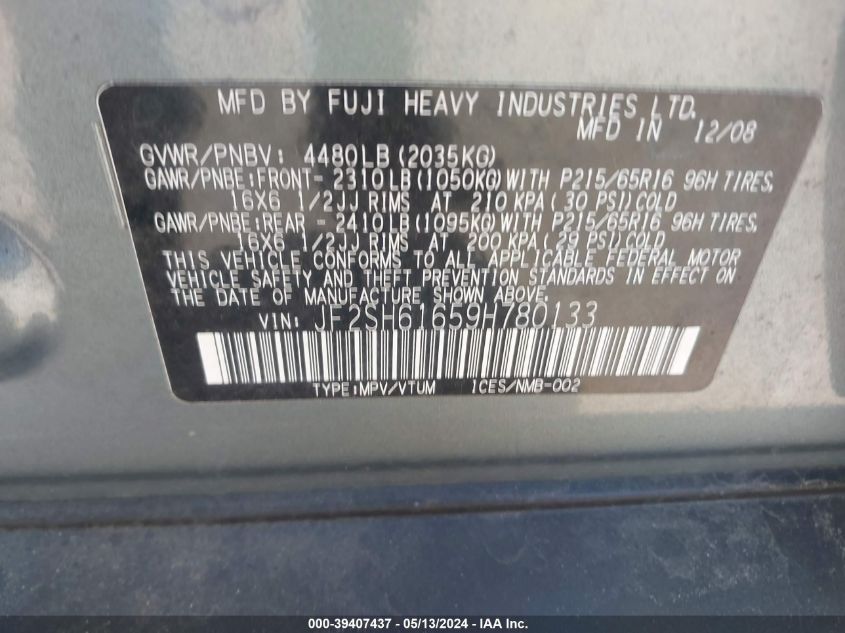 MFD BY FUJI HEAVY INDUSTRIES LTD.
MFD IN 12/08
GVWR/PNBV: 4480LB(2035KG)
GAWR/PNBE:FRONT- 2310LB(1050KG)WITH P215/65R16 96H TIRES,
16X6 1/2JJ RIMS AT 210 KPA(30 PSI)COLD
GAWR/PNBE:REAR - 2410LB(1095KG)WITH P215/65R16 96H TIRES,
16X6 1/2JJ RIMS AT 200 KPA(29 PSI)COLD
THIS VEHICLE CONFORMS TO ALL APPLICABLE FEDERAL MOTOR
VEHICLE SAFETY AND THEFT PREVENTION STANDARDS IN EFFECT ON
THE DATE OF MANUFACTURE SHOWN ABOVE.
VIN: JF2SH61659H780133
TYPE:MPV/VTUM ICES/NMB-002
000-39407437 - 05/13/2024 - IAA Inc.